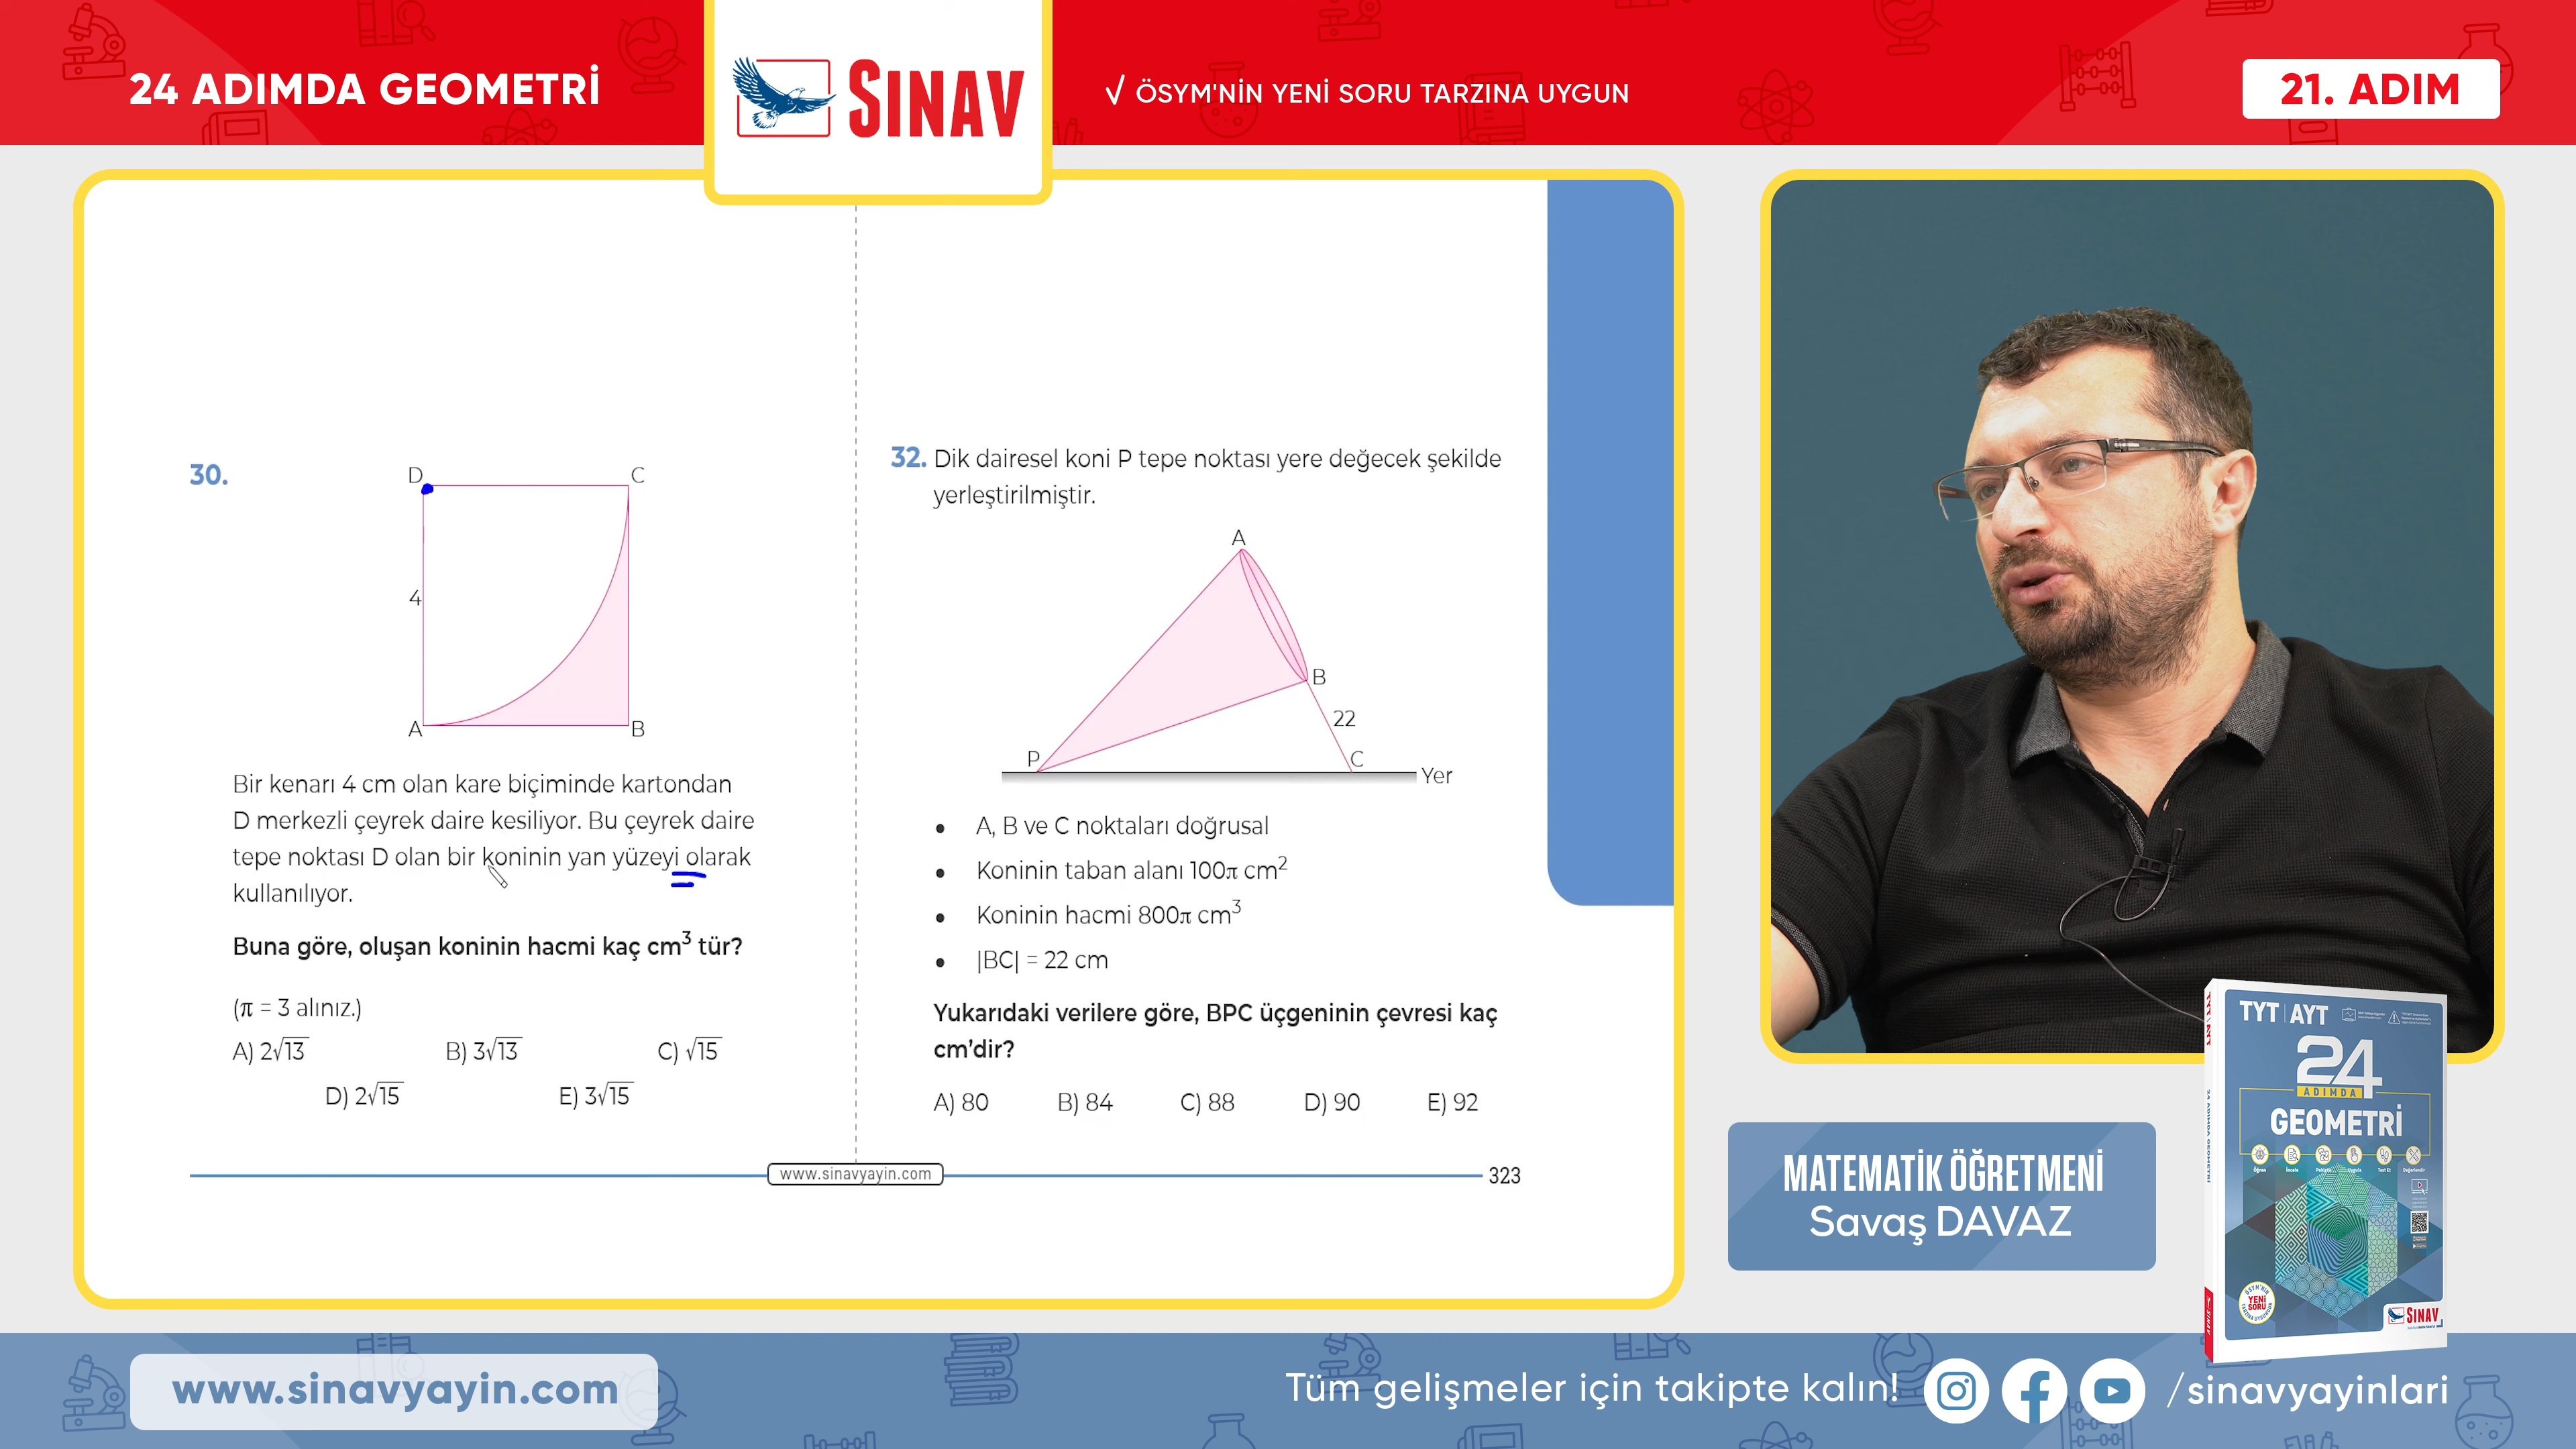 24 ADIMDA GEOMETRİ
SINAV
√ ÖSYM'NİN YENİ SORU TARZINA UYGUN
21. ADIM
30.
D
C
4
A
B
Bir kenarı 4 cm olan kare biçiminde kartondan
D merkezli çeyrek daire kesiliyor. Bu çeyrek daire
tepe noktası D olan bir koninin yan yüzeyi olarak
kullanılıyor.
Buna göre, oluşan koninin hacmi kaç cm³ tür?
(π = 3 alınız.)
A) 2√13 B) 3√13 C) √15
D) 2√15 E) 3√15
32. Dik dairesel koni P tepe noktası yere değecek şekilde
yerleştirilmiştir.
A
B
22
P
C
Yer
• A, B ve C noktaları doğrusal
• Koninin taban alanı 100π cm²
• Koninin hacmi 800π cm³
• |BC| = 22 cm
Yukarıdaki verilere göre, BPC üçgeninin çevresi kaç
cm'dir?
A) 80 B) 84 C) 88 D) 90 E) 92
www.sinavyayin.com
323
MATEMATİK ÖĞRETMENİ
Savaş DAVAZ
TYT | AYT
24
ADIMDA
GEOMETRİ
YENİ
SORU
SINAV
www.sinavyayin.com
Tüm gelişmeler için takipte kalın!
/sinavyayinlari